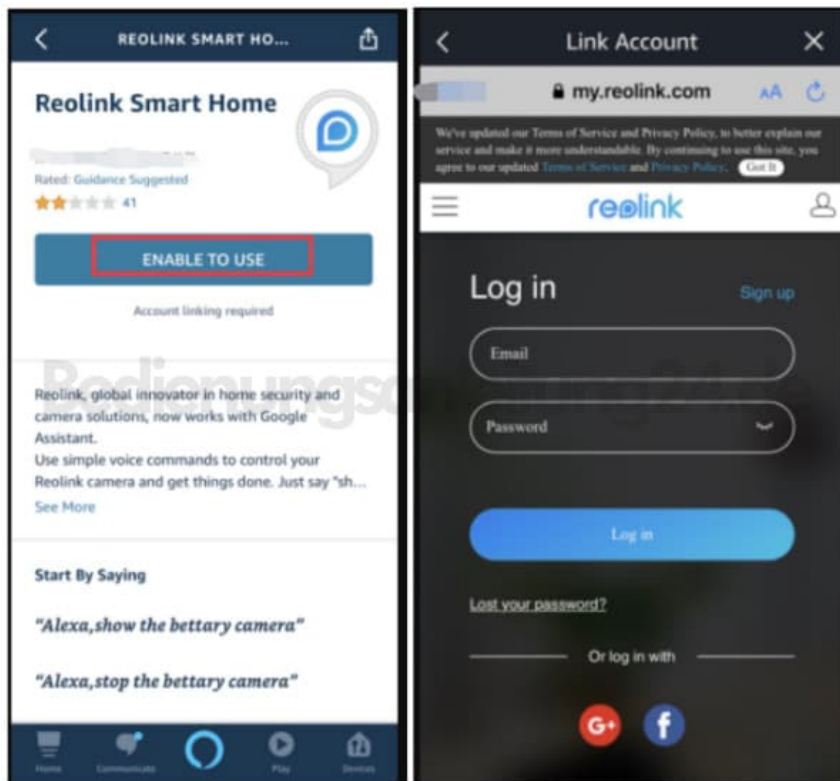 REOLINK SMART HO...
Reolink Smart Home
Rated: Guidance Suggested
41
ENABLE TO USE
Account linking required
Reolink, global innovator in home security and
camera solutions, now works with Google
Assistant.
Use simple voice commands to control your
Reolink camera and get things done. Just say "sh...
See More
Start By Saying
"Alexa,show the bettary camera"
"Alexa,stop the bettary camera"
Home
Communicate
Play
Devices
Link Account
my.reolink.com
AA
We've updated our Terms of Service and Privacy Policy, to better explain our
service and make it more understandable. By continuing to use this site, you
agree to our updated Terms of Service and Privacy Policy. Got It
reolink
Log in
Sign up
Email
Password
Log in
Lost your password?
Or log in with
G+
f